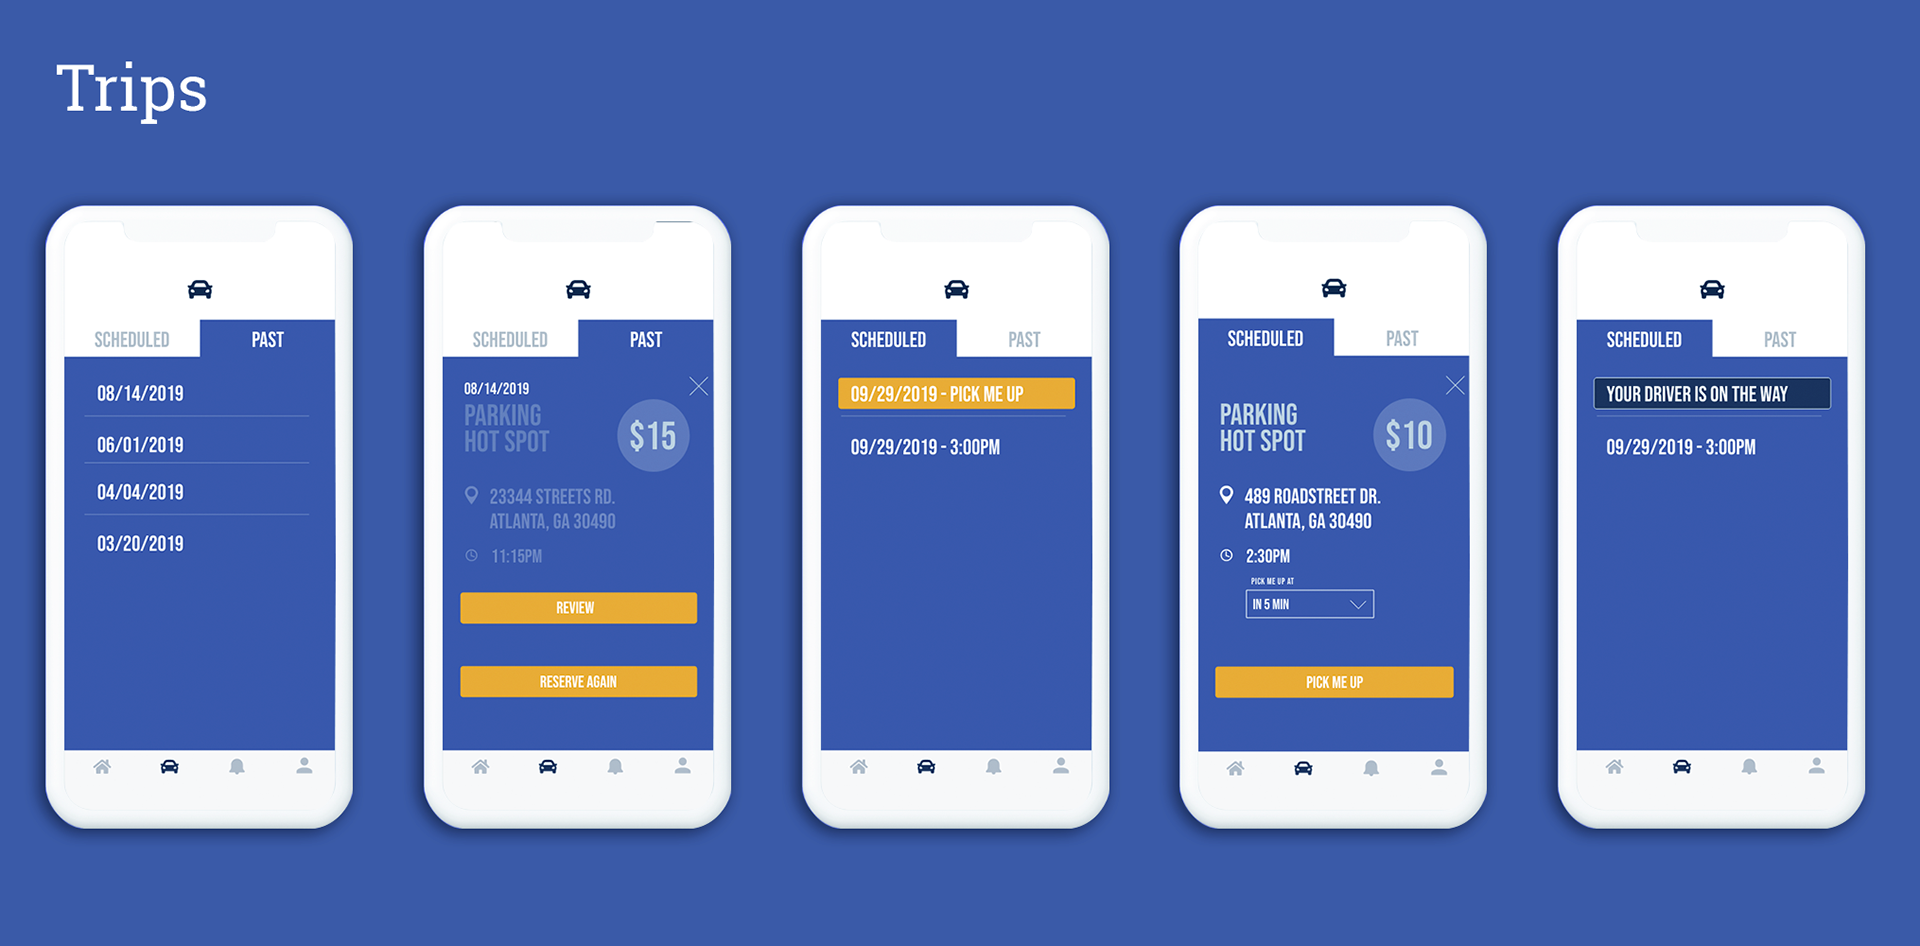 Trips
SCHEDULED PAST
08/14/2019
06/01/2019
04/04/2019
03/20/2019
SCHEDULED PAST
08/14/2019
PARKING
HOT SPOT
$15
23344 STREETS RD.
ATLANTA, GA 30490
11:15PM
REVIEW
RESERVE AGAIN
SCHEDULED PAST
09/29/2019 - PICK ME UP
09/29/2019 - 3:00PM
SCHEDULED PAST
PARKING
HOT SPOT
$10
489 ROADSTREET DR.
ATLANTA, GA 30490
2:30PM
PICK ME UP AT
IN 5 MIN
PICK ME UP
SCHEDULED PAST
YOUR DRIVER IS ON THE WAY
09/29/2019 - 3:00PM